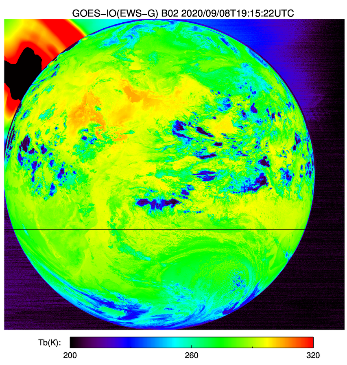 GOES-IO(EWS-G) B02 2020/09/08T19:15:22UTC
Tb(K):
200 260 320